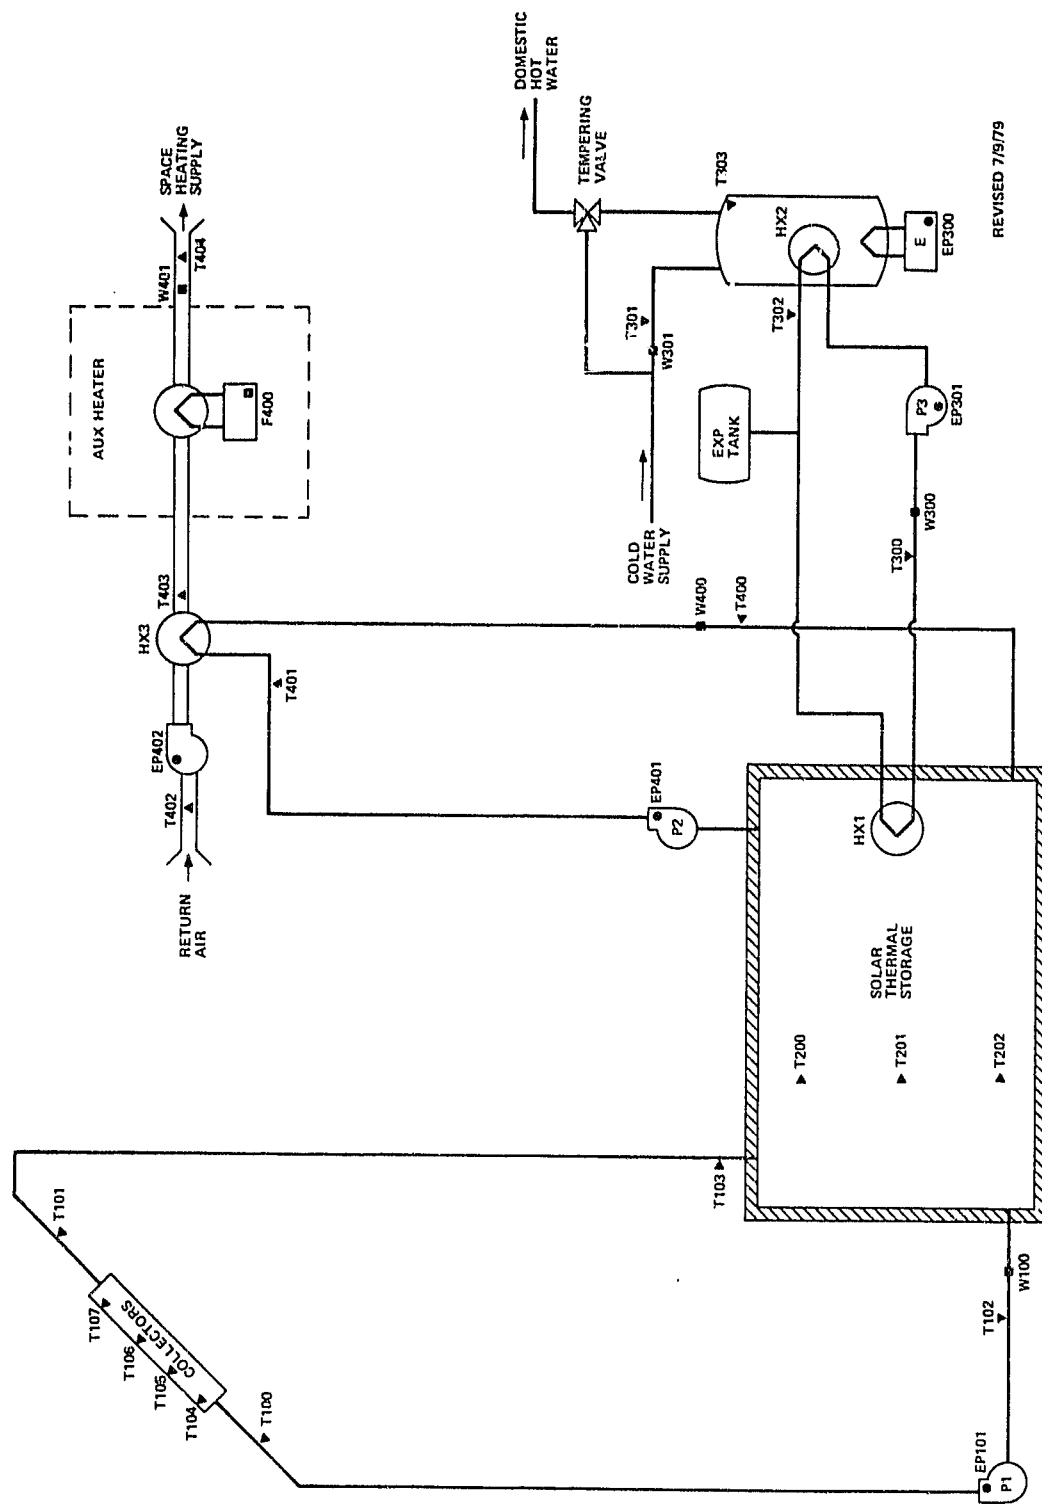 T107
T106
T105
T104
COLLECTORS
T101
T100
T103
EP101
P1
T102
W100
T200
T201
T202
SOLAR
THERMAL
STORAGE
HX1
RETURN
AIR
T402
EP402
HX3
T403
T401
EP401
P2
AUX HEATER
F400
W401
T404
SPACE
HEATING
SUPPLY
W400
T400
COLD
WATER
SUPPLY
EXP
TANK
T301
W301
T302
T300
W300
P3
EP301
DOMESTIC
HOT
WATER
TEMPERING
VALVE
T303
HX2
E
EP300
REVISED 7/9/79